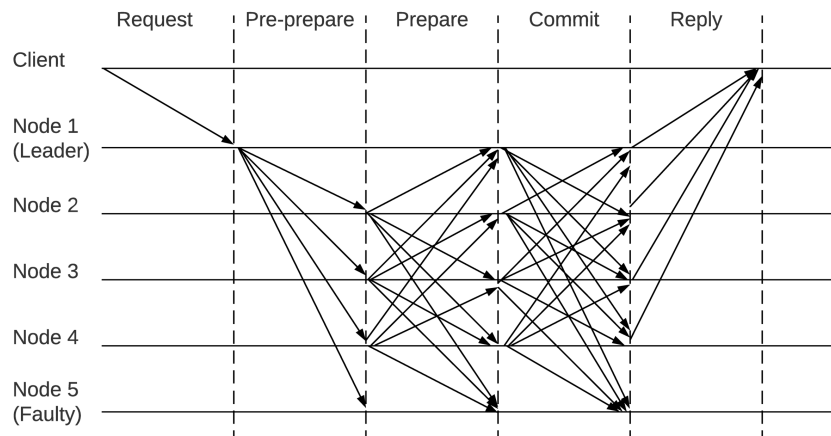 Request Pre-prepare Prepare Commit Reply
Client
Node 1
(Leader)
Node 2
Node 3
Node 4
Node 5
(Faulty)